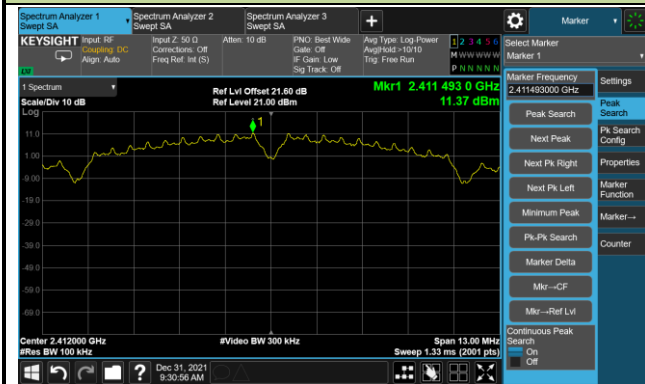 Spectrum Analyzer 1
Swept SA
Spectrum Analyzer 2
Swept SA
Spectrum Analyzer 3
Swept SA
+
Marker
KEYSIGHT
Input: RF
Coupling: DC
Align: Auto
Input Z: 50 Ω
Corrections: Off
Freq Ref: Int (S)
Atten: 10 dB
PNO: Best Wide
Gate: Off
IF Gain: Low
Sig Track: Off
Avg Type: Log-Power
Avg|Hold >10/10
Trig: Free Run
1 2 3 4 5 6
M W W W W W
P N N N N N
Select Marker
Marker 1
LXI
1 Spectrum
Scale/Div 10 dB
Log
Ref Lvl Offset 21.60 dB
Ref Level 21.00 dBm
Mkr1 2.411 493 0 GHz
11.37 dBm
1
11.0
1.00
-9.00
-19.0
-29.0
-39.0
-49.0
-59.0
-69.0
Center 2.412000 GHz
#Res BW 100 kHz
#Video BW 300 kHz
Span 13.00 MHz
Sweep 1.33 ms (2001 pts)
Marker Frequency
2.411493000 GHz
Peak Search
Next Peak
Next Pk Right
Next Pk Left
Minimum Peak
Pk-Pk Search
Marker Delta
Mkr→CF
Mkr→Ref Lvl
Continuous Peak
Search
On
Off
Settings
Peak
Search
Pk Search
Config
Properties
Marker
Function
Marker→
Counter
?
Dec 31, 2021
9:30:56 AM